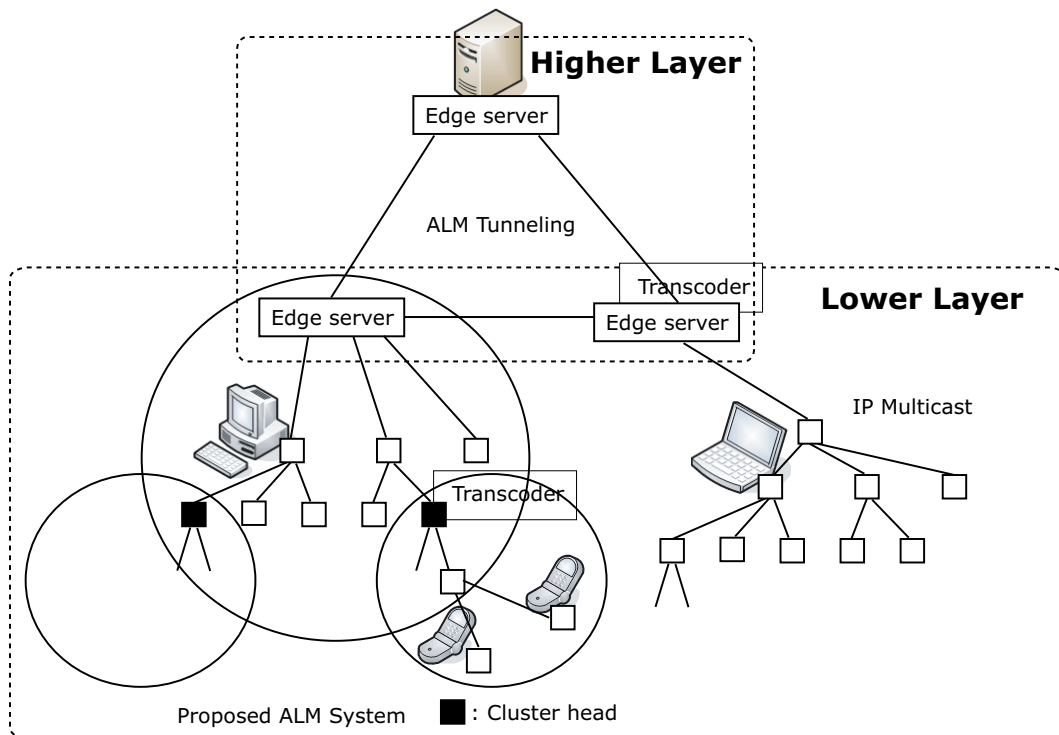 Higher Layer
Edge server
ALM Tunneling
Transcoder
Lower Layer
Edge server
Edge server
IP Multicast
Transcoder
Proposed ALM System
: Cluster head